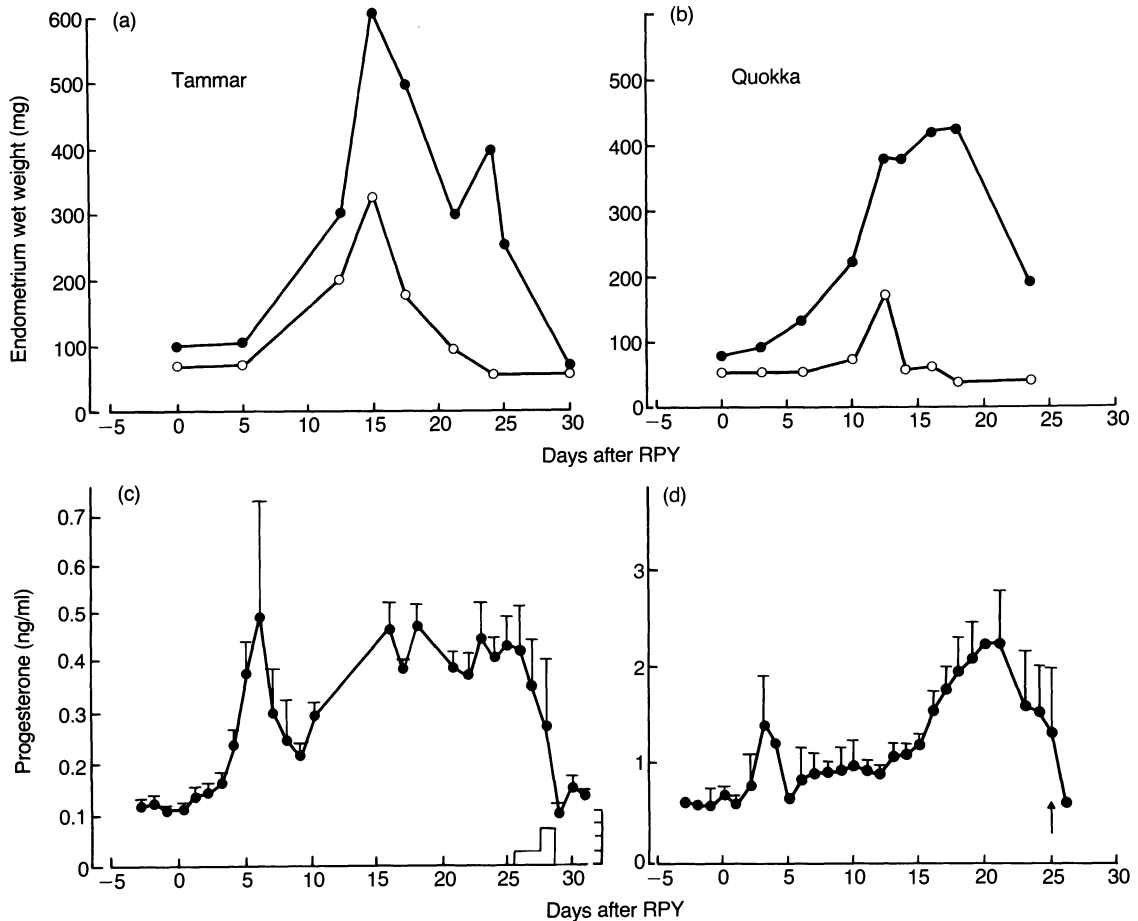 (a)
Tammar
Endometrium wet weight (mg)
600
500
400
300
200
100
0
−5 0 5 10 15 20 25 30
(b)
Quokka
500
400
300
200
100
0
−5 0 5 10 15 20 25 30
Days after RPY
(c)
Progesterone (ng/ml)
0.7
0.6
0.5
0.4
0.3
0.2
0.1
0
−5 0 5 10 15 20 25 30
(d)
3
2
1
0
−5 0 5 10 15 20 25 30
Days after RPY